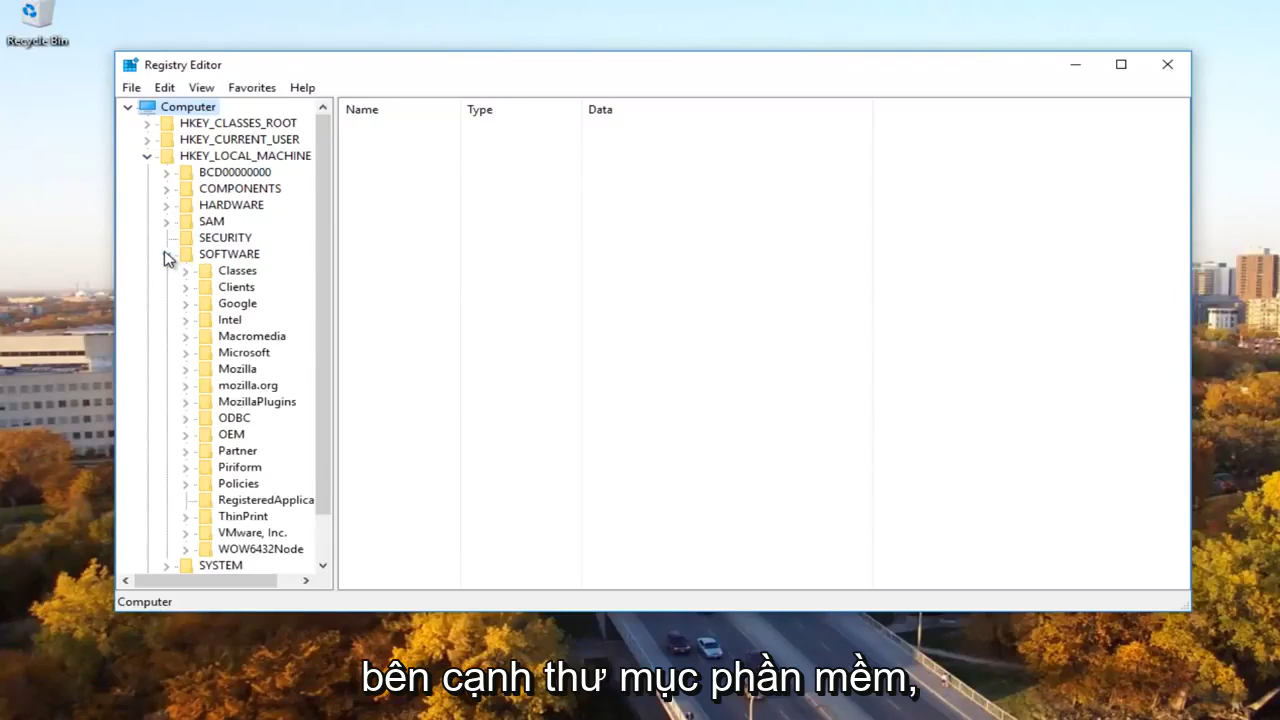 Recycle Bin
Registry Editor
File Edit View Favorites Help
Computer
HKEY_CLASSES_ROOT
HKEY_CURRENT_USER
HKEY_LOCAL_MACHINE
BCD00000000
COMPONENTS
HARDWARE
SAM
SECURITY
SOFTWARE
Classes
Clients
Google
Intel
Macromedia
Microsoft
Mozilla
mozilla.org
MozillaPlugins
ODBC
OEM
Partner
Piriform
Policies
RegisteredApplica
ThinPrint
VMware, Inc.
WOW6432Node
SYSTEM
Name Type Data
Computer
bên cạnh thư mục phần mềm,